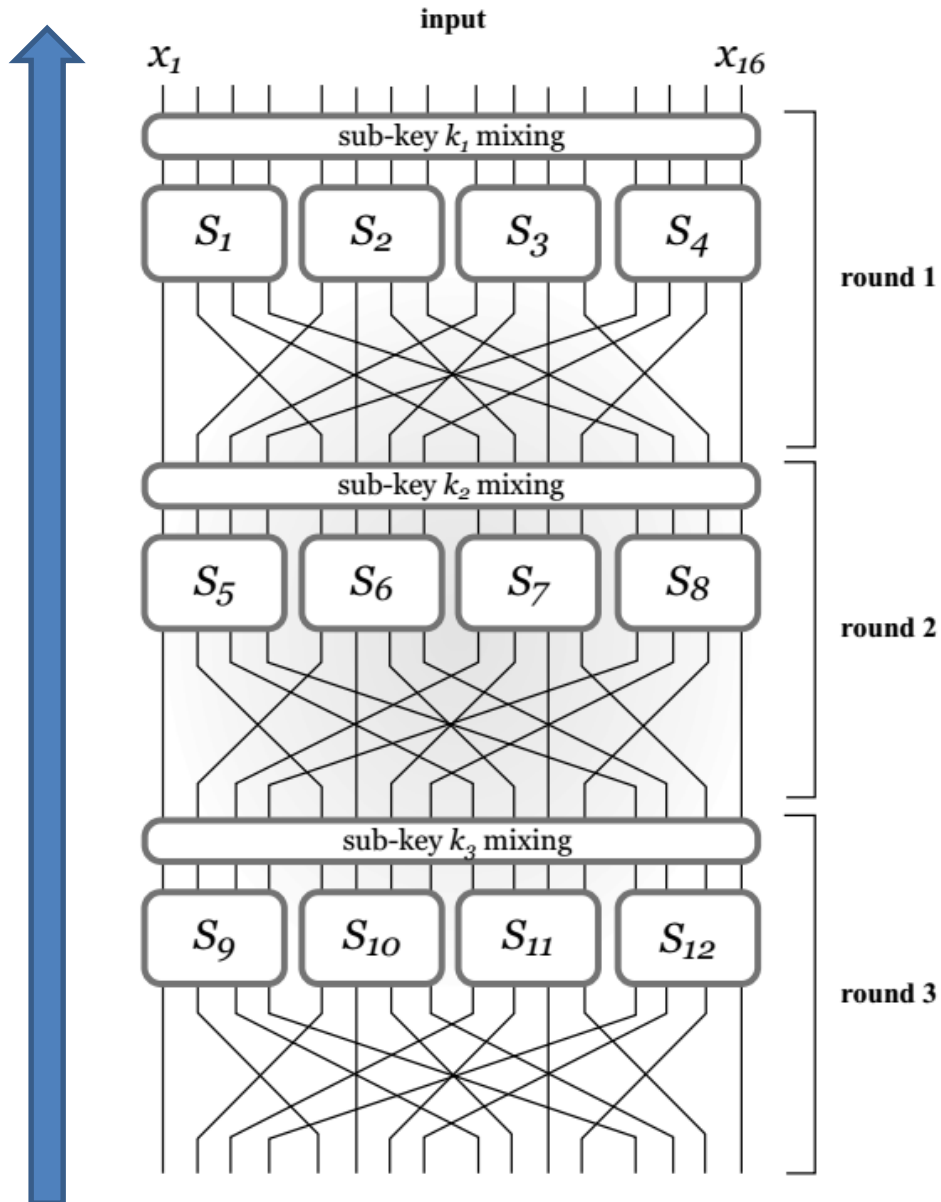 input
x₁ x₁₆
sub-key k₁ mixing
S₁ S₂ S₃ S₄
round 1
sub-key k₂ mixing
S₅ S₆ S₇ S₈
round 2
sub-key k₃ mixing
S₉ S₁₀ S₁₁ S₁₂
round 3